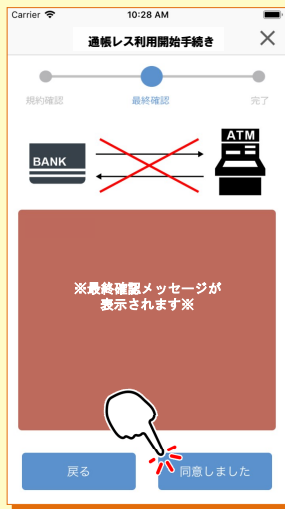 Carrier 10:28 AM
通帳レス利用開始手続き
規約確認 最終確認 完了
ATM
BANK
※最終確認メッセージが
表示されます※
戻る 同意しました